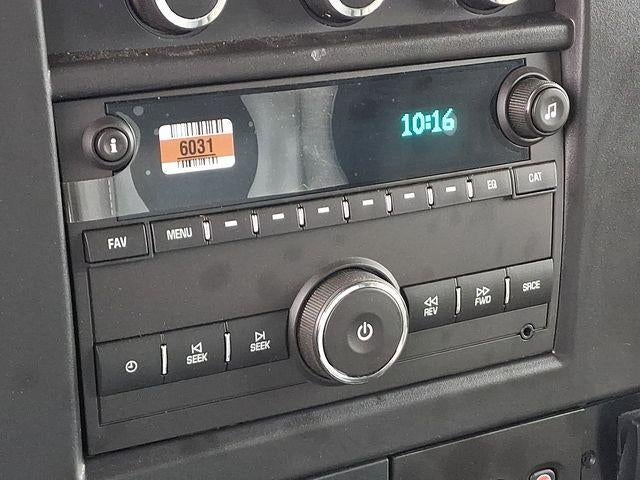 6031
10:16
FAV
MENU
EQ
CAT
SEEK
SEEK
REV
FWD
SRCE